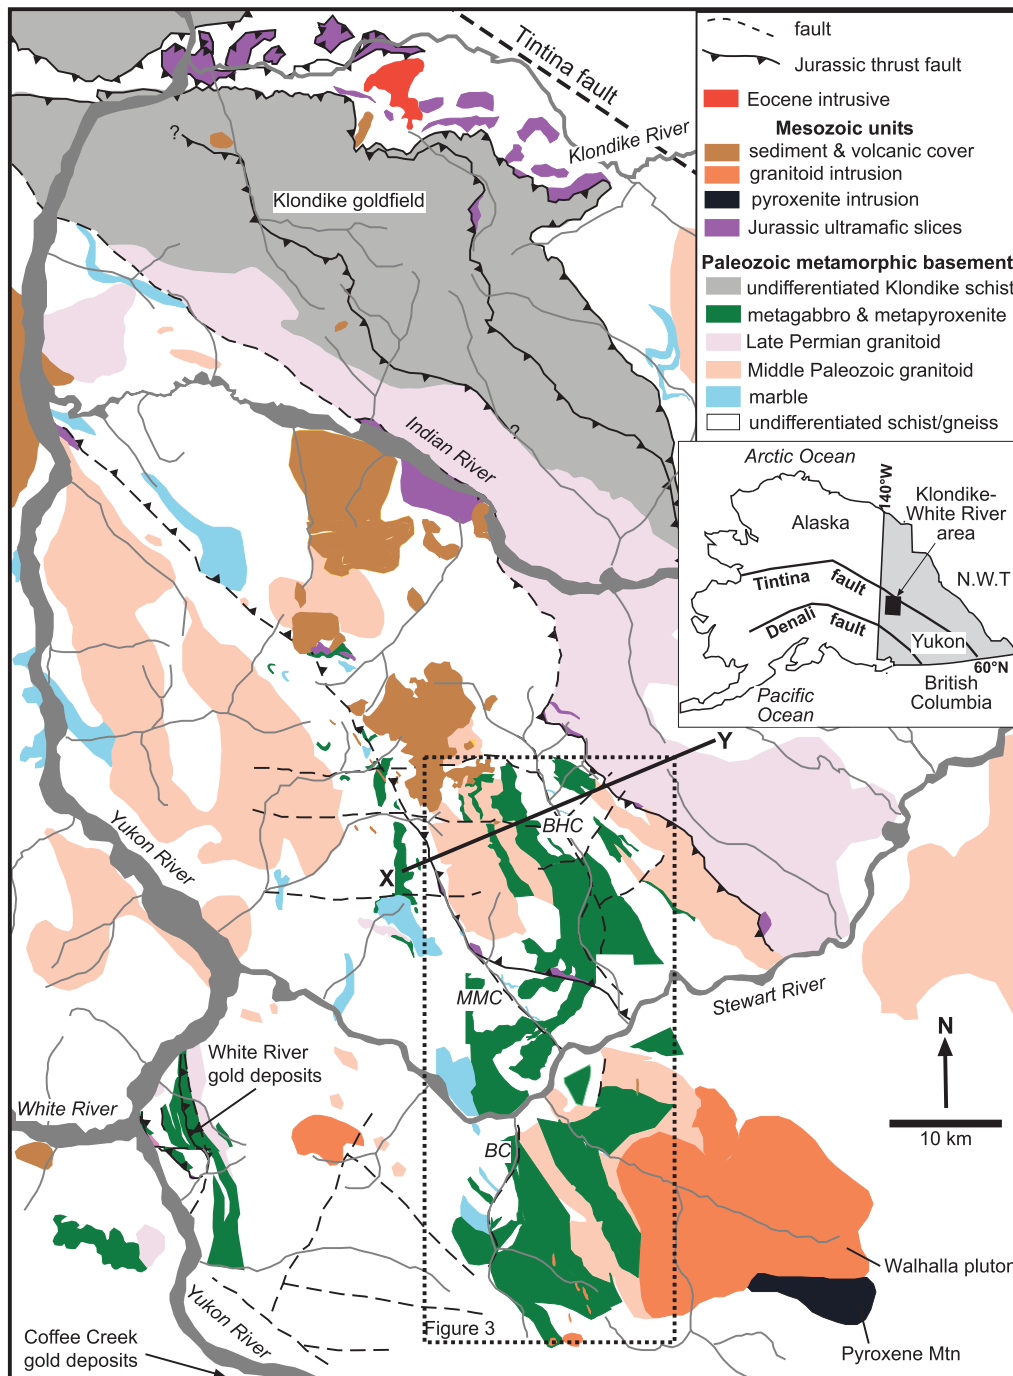 fault
Jurassic thrust fault
Eocene intrusive
Mesozoic units
sediment & volcanic cover
granitoid intrusion
pyroxenite intrusion
Jurassic ultramafic slices
Paleozoic metamorphic basement
undifferentiated Klondike schist
metagabbro & metapyroxenite
Late Permian granitoid
Middle Paleozoic granitoid
marble
undifferentiated schist/gneiss
Tintina fault
Klondike River
?
Klondike goldfield
Indian River
?
Arctic Ocean
140°W
Klondike-
White River
area
Alaska
N.W.T
Tintina fault
Denali fault
Yukon
60°N
Pacific
Ocean
British
Columbia
Y
BHC
X
Yukon River
MMC
Stewart River
N
10 km
White River
gold deposits
White River
BC
Walhalla pluton
Pyroxene Mtn
Figure 3
Yukon River
Coffee Creek
gold deposits